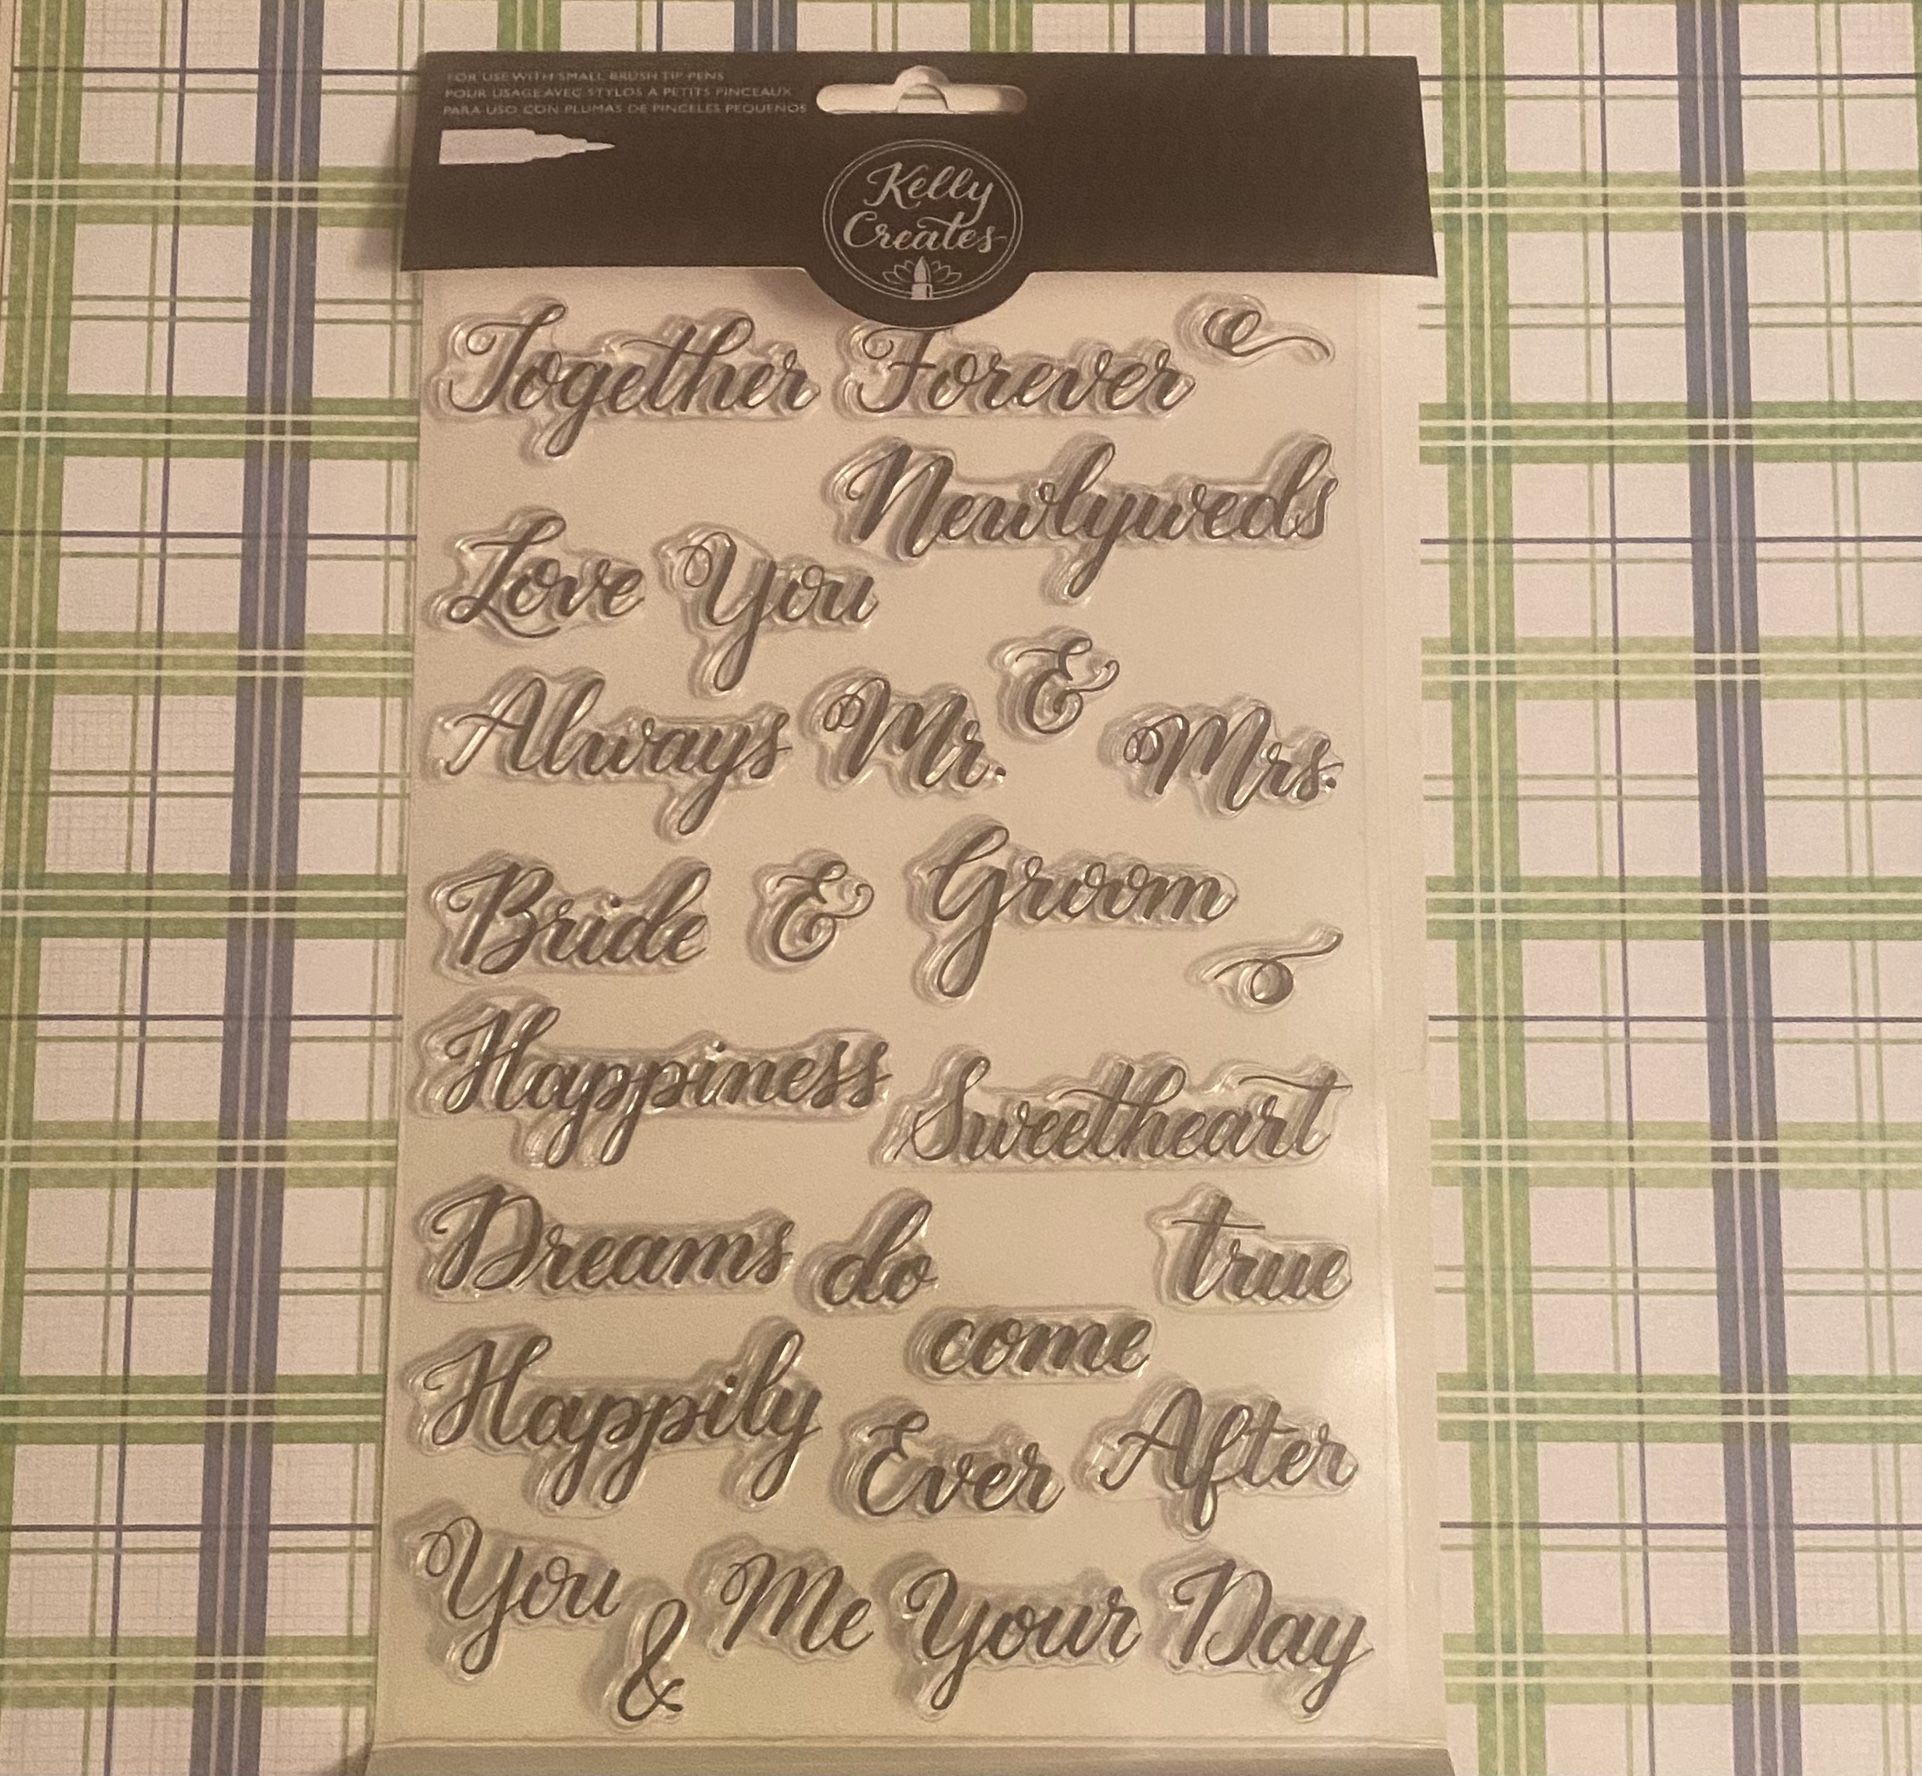 FOR USE WITH SMALL BRUSH TIP PENS
POUR USAGE AVEC STYLOS A PETITS PINCEAUX
PARA USO CON PLUMAS DE PINCELES PEQUEÑOS
Kelly
Creates
Together Forever
Newlyweds
Love You
Always Mr. & Mrs.
Bride & Groom
Happiness
Sweetheart
Dreams do come true
Happily Ever After
You & Me Your Day